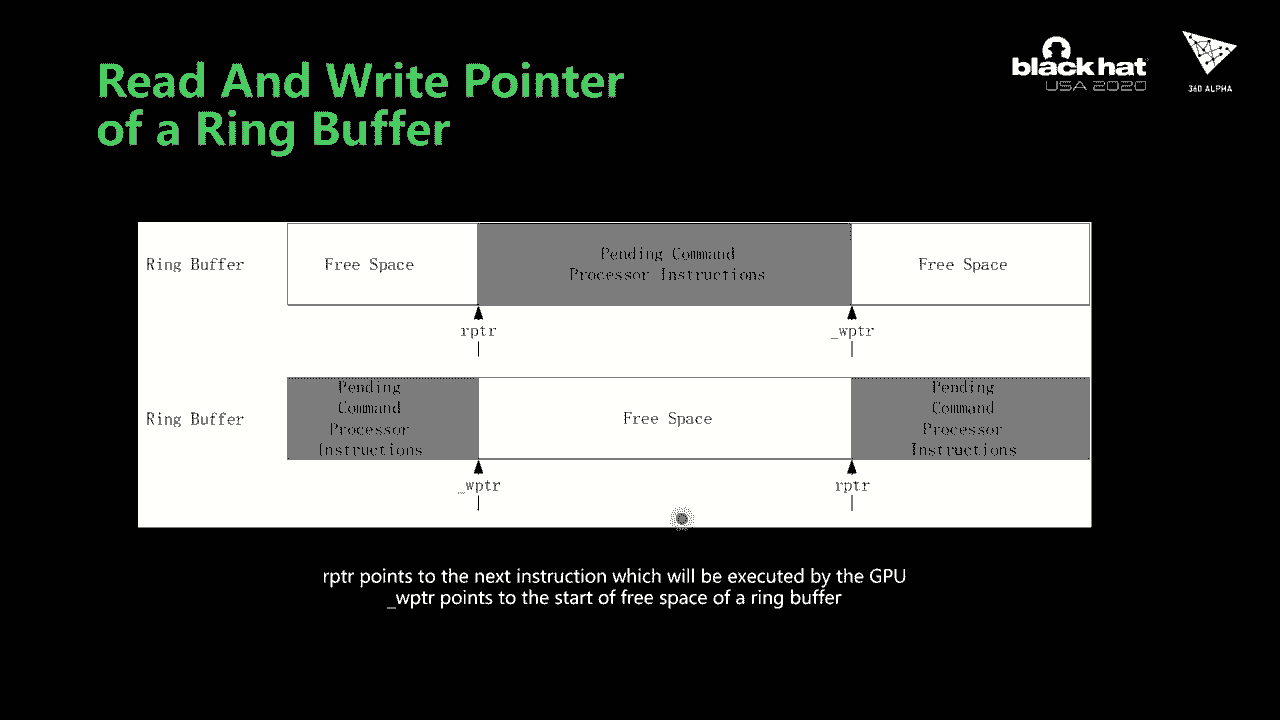 Read And Write Pointer
of a Ring Buffer
black hat
USA 2020
360 ALPHA
Ring Buffer
Free Space
Pending Command
Processor Instructions
Free Space
rptr
_wptr
Ring Buffer
Pending
Command
Processor
Instructions
Free Space
Pending
Command
Processor
Instructions
_wptr
rptr
rptr points to the next instruction which will be executed by the GPU
_wptr points to the start of free space of a ring buffer